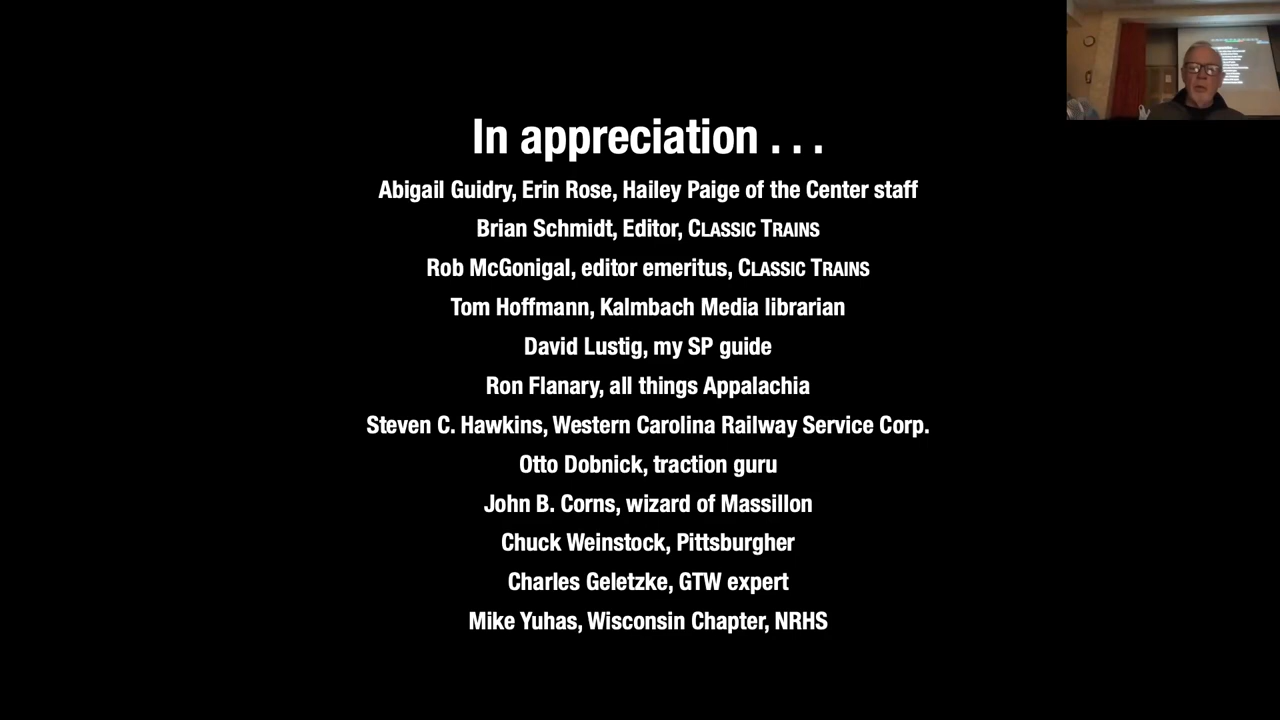 In appreciation . . .
Abigail Guidry, Erin Rose, Hailey Paige of the Center staff
Brian Schmidt, Editor, CLASSIC TRAINS
Rob McGonigal, editor emeritus, CLASSIC TRAINS
Tom Hoffmann, Kalmbach Media librarian
David Lustig, my SP guide
Ron Flanary, all things Appalachia
Steven C. Hawkins, Western Carolina Railway Service Corp.
Otto Dobnick, traction guru
John B. Corns, wizard of Massillon
Chuck Weinstock, Pittsburgher
Charles Geletzke, GTW expert
Mike Yuhas, Wisconsin Chapter, NRHS